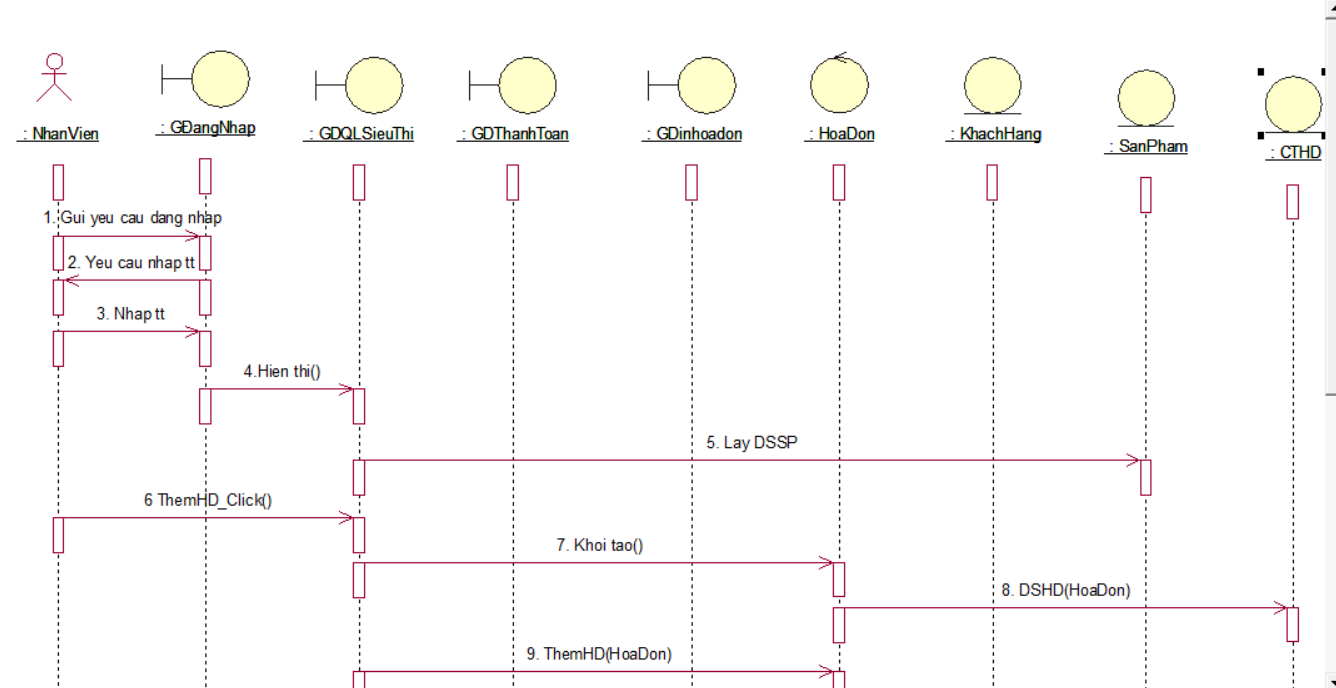 : NhanVien
: GĐangNhap
: GDQLSieuThi
: GDThanhToan
: GDinhoadon
: HoaDon
: KhachHang
: SanPham
: CTHD
1. Gui yeu cau dang nhap
2. Yeu cau nhap tt
3. Nhap tt
4.Hien thi()
5. Lay DSSP
6 ThemHD_Click()
7. Khoi tao()
8. DSHD(HoaDon)
9. ThemHD(HoaDon)